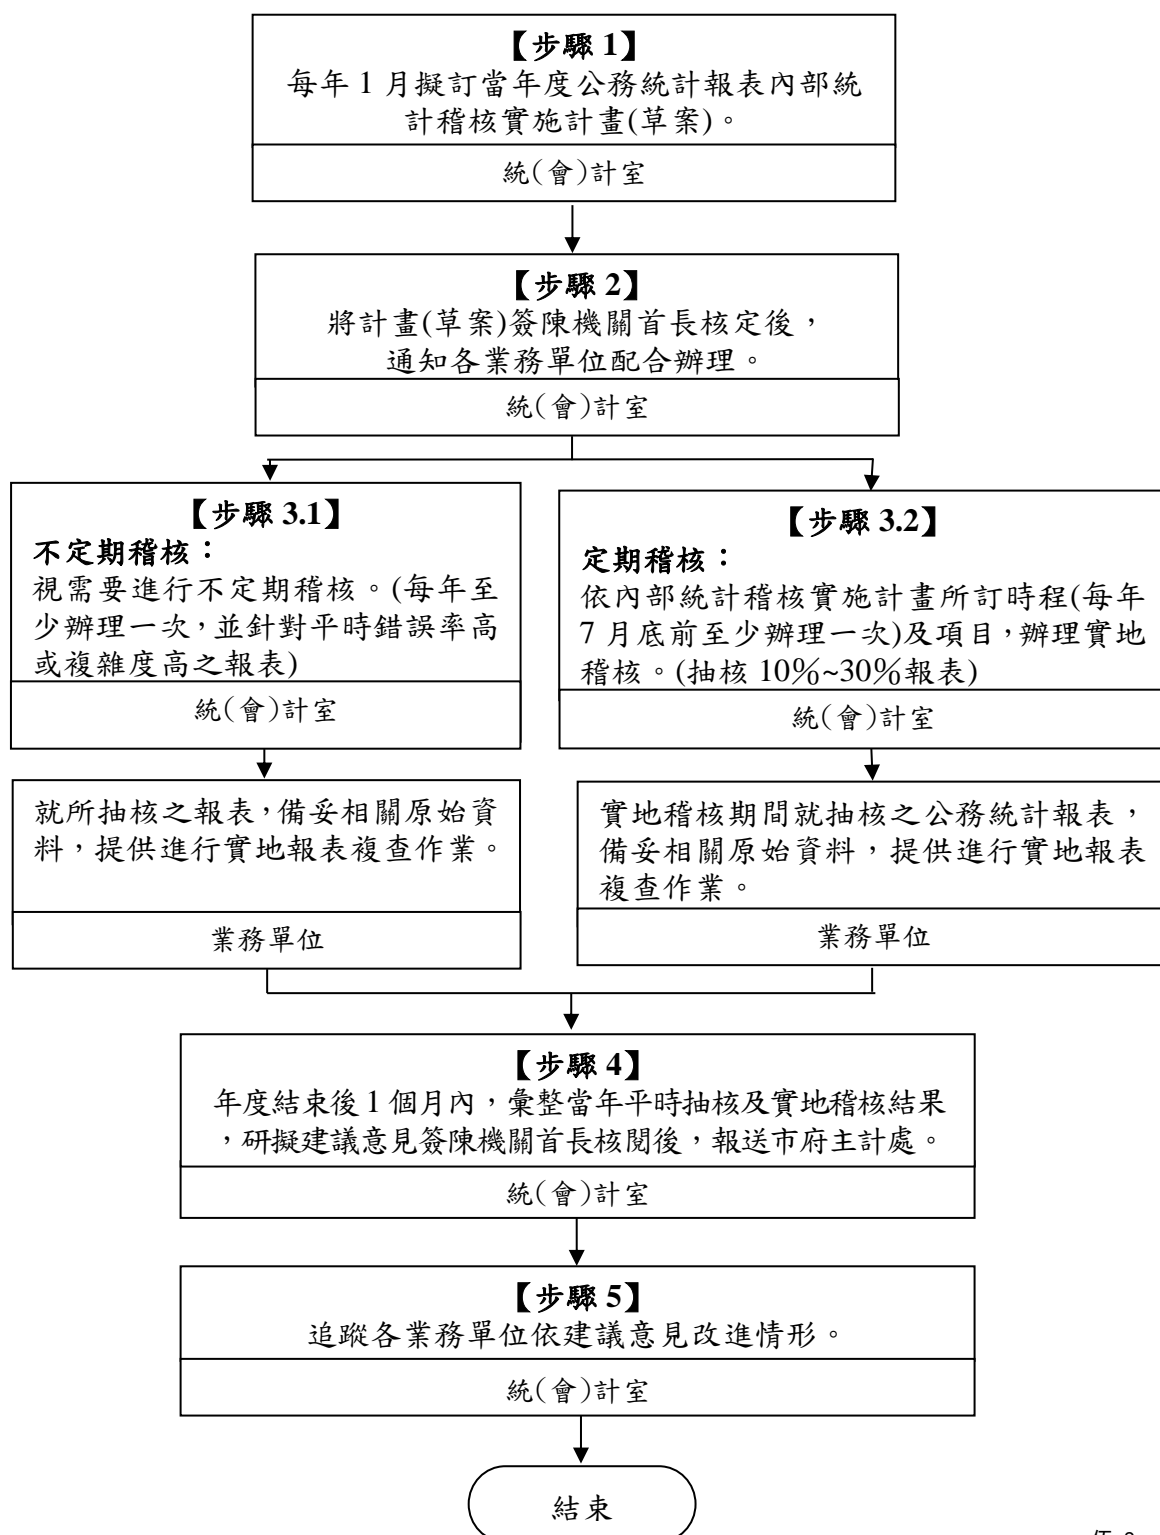 【步驟 1】
每年 1 月擬訂當年度公務統計報表內部統
計稽核實施計畫(草案)。
統(會)計室
【步驟 2】
將計畫(草案)簽陳機關首長核定後，
通知各業務單位配合辦理。
統(會)計室
【步驟 3.1】
不定期稽核：
視需要進行不定期稽核。(每年至
少辦理一次，並針對平時錯誤率高
或複雜度高之報表)
統(會)計室
就所抽核之報表，備妥相關原始資
料，提供進行實地報表複查作業。
業務單位
【步驟 3.2】
定期稽核：
依內部統計稽核實施計畫所訂時程(每年
7 月底前至少辦理一次)及項目，辦理實地
稽核。(抽核 10%~30%報表)
統(會)計室
實地稽核期間就抽核之公務統計報表，
備妥相關原始資料，提供進行實地報表
複查作業。
業務單位
【步驟 4】
年度結束後 1 個月內，彙整當年平時抽核及實地稽核結果
，研擬建議意見簽陳機關首長核閱後，報送市府主計處。
統(會)計室
【步驟 5】
追蹤各業務單位依建議意見改進情形。
統(會)計室
結束